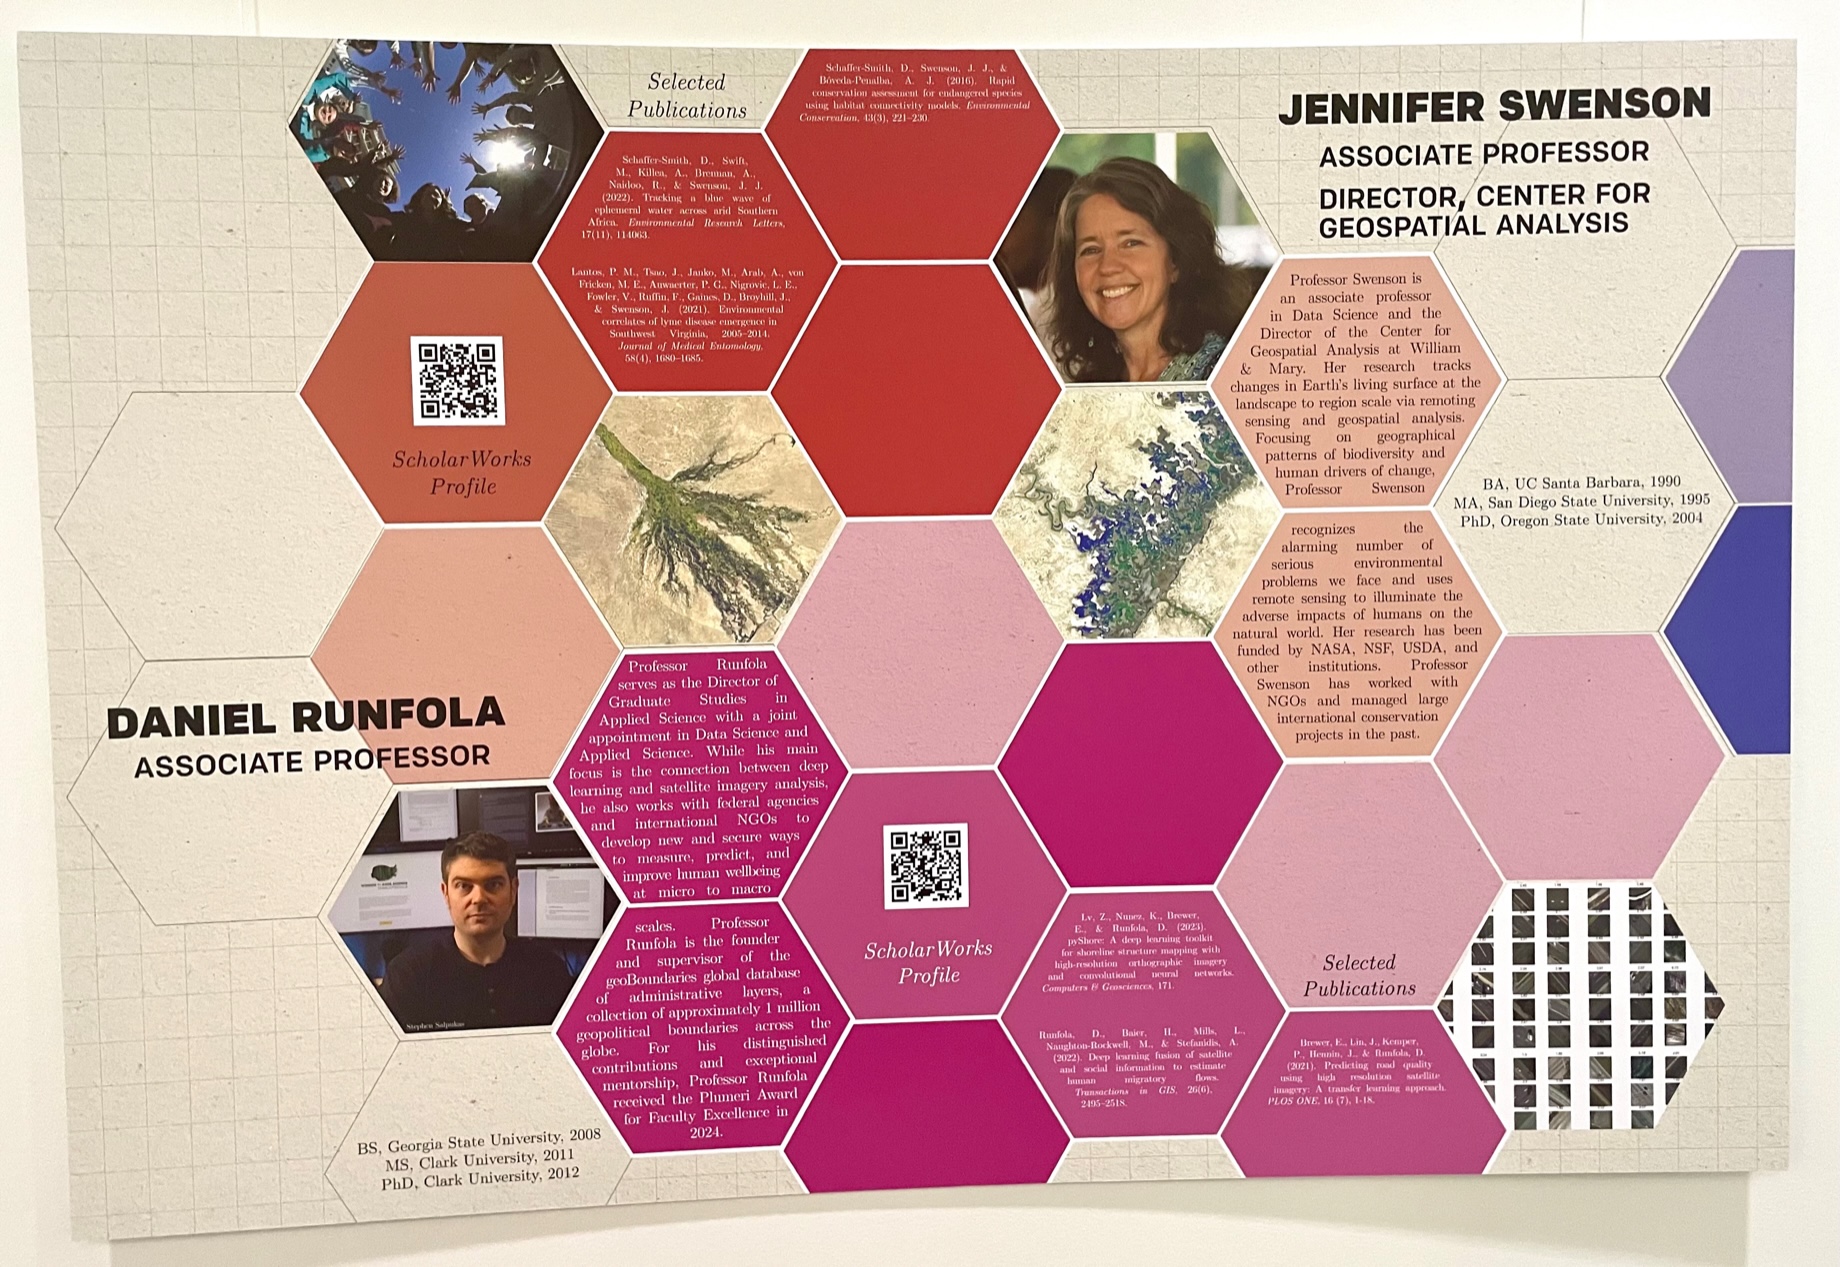 Selected
Publications
Schaffer-Smith, D., Swenson, J. J., &
Bóveda-Penalba, A. J. (2016). Rapid
conservation assessment for endangered species
using habitat connectivity models. Environmental
Conservation, 43(3), 221–230.
Schaffer-Smith, D., Swift,
M., Killea, A., Brennan, A.,
Naidoo, R., & Swenson, J. J.
(2022). Tracking a blue wave of
ephemeral water across arid Southern
Africa. Environmental Research Letters,
17(11), 114063.
Lantos, P. M., Tsao, J., Janko, M., Arab, A., von
Fricken, M. E., Auwaerter, P. G., Nigrovic, L. E.,
Fowler, V., Ruffin, F., Gaines, D., Broyhill, J.,
& Swenson, J. (2021). Environmental
correlates of lyme disease emergence in
Southwest Virginia, 2005–2014.
Journal of Medical Entomology,
58(4), 1680–1685.
ScholarWorks
Profile
JENNIFER SWENSON
ASSOCIATE PROFESSOR
DIRECTOR, CENTER FOR
GEOSPATIAL ANALYSIS
Professor Swenson is
an associate professor
in Data Science and the
Director of the Center for
Geospatial Analysis at William
& Mary. Her research tracks
changes in Earth's living surface at the
landscape to region scale via remoting
sensing and geospatial analysis.
Focusing on geographical
patterns of biodiversity and
human drivers of change,
Professor Swenson
recognizes the
alarming number of
serious environmental
problems we face and uses
remote sensing to illuminate the
adverse impacts of humans on the
natural world. Her research has been
funded by NASA, NSF, USDA, and
other institutions. Professor
Swenson has worked with
NGOs and managed large
international conservation
projects in the past.
BA, UC Santa Barbara, 1990
MA, San Diego State University, 1995
PhD, Oregon State University, 2004
DANIEL RUNFOLA
ASSOCIATE PROFESSOR
Stephen Salpukas
BS, Georgia State University, 2008
MS, Clark University, 2011
PhD, Clark University, 2012
Professor Runfola
serves as the Director of
Graduate Studies in
Applied Science with a joint
appointment in Data Science and
Applied Science. While his main
focus is the connection between deep
learning and satellite imagery analysis,
he also works with federal agencies
and international NGOs to
develop new and secure ways
to measure, predict, and
improve human wellbeing
at micro to macro
scales. Professor
Runfola is the founder
and supervisor of the
geoBoundaries global database
of administrative layers, a
collection of approximately 1 million
geopolitical boundaries across the
globe. For his distinguished
contributions and exceptional
mentorship, Professor Runfola
received the Plumeri Award
for Faculty Excellence in
2024.
ScholarWorks
Profile
Lv, Z., Nunez, K., Brewer,
E., & Runfola, D. (2023).
pyShore: A deep learning toolkit
for shoreline structure mapping with
high-resolution orthographic imagery
and convolutional neural networks.
Computers & Geosciences, 171.
Runfola, D., Baier, H., Mills, L.,
Naughton-Rockwell, M., & Stefanidis, A.
(2022). Deep learning fusion of satellite
and social information to estimate
human migratory flows.
Transactions in GIS, 26(6),
2495–2518.
Selected
Publications
Brewer, E., Lin, J., Kemper,
P., Hennin, J., & Runfola, D.
(2021). Predicting road quality
using high resolution satellite
imagery: A transfer learning approach.
PLOS ONE, 16 (7), 1-18.